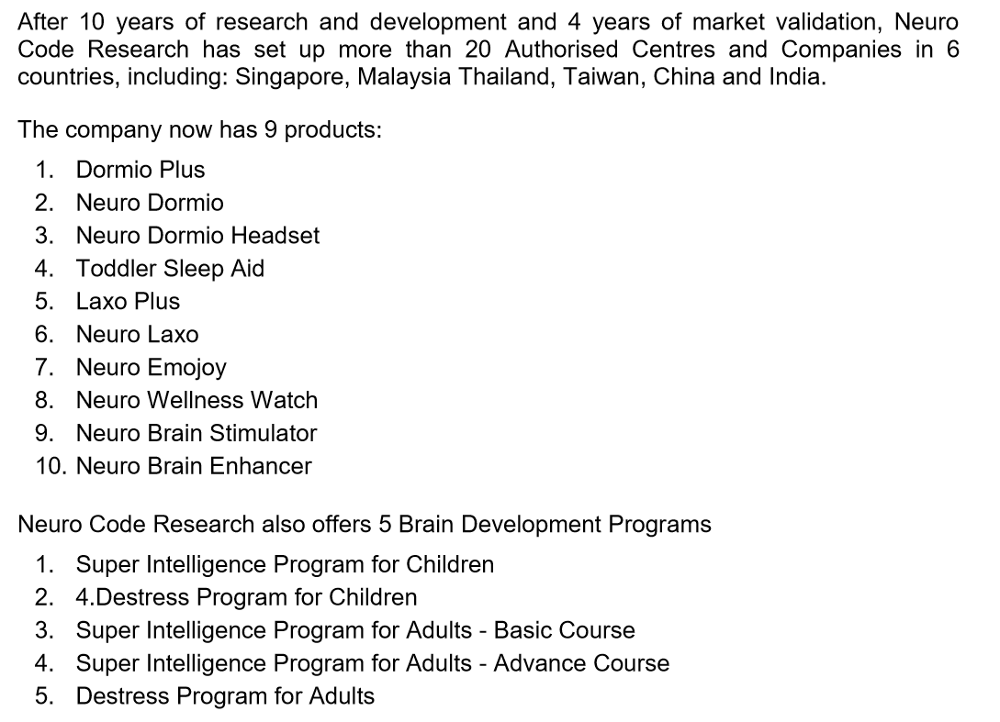 After 10 years of research and development and 4 years of market validation, Neuro
Code Research has set up more than 20 Authorised Centres and Companies in 6
countries, including: Singapore, Malaysia Thailand, Taiwan, China and India.
The company now has 9 products:
1. Dormio Plus
2. Neuro Dormio
3. Neuro Dormio Headset
4. Toddler Sleep Aid
5. Laxo Plus
6. Neuro Laxo
7. Neuro Emojoy
8. Neuro Wellness Watch
9. Neuro Brain Stimulator
10. Neuro Brain Enhancer
Neuro Code Research also offers 5 Brain Development Programs
1. Super Intelligence Program for Children
2. 4.Destress Program for Children
3. Super Intelligence Program for Adults - Basic Course
4. Super Intelligence Program for Adults - Advance Course
5. Destress Program for Adults